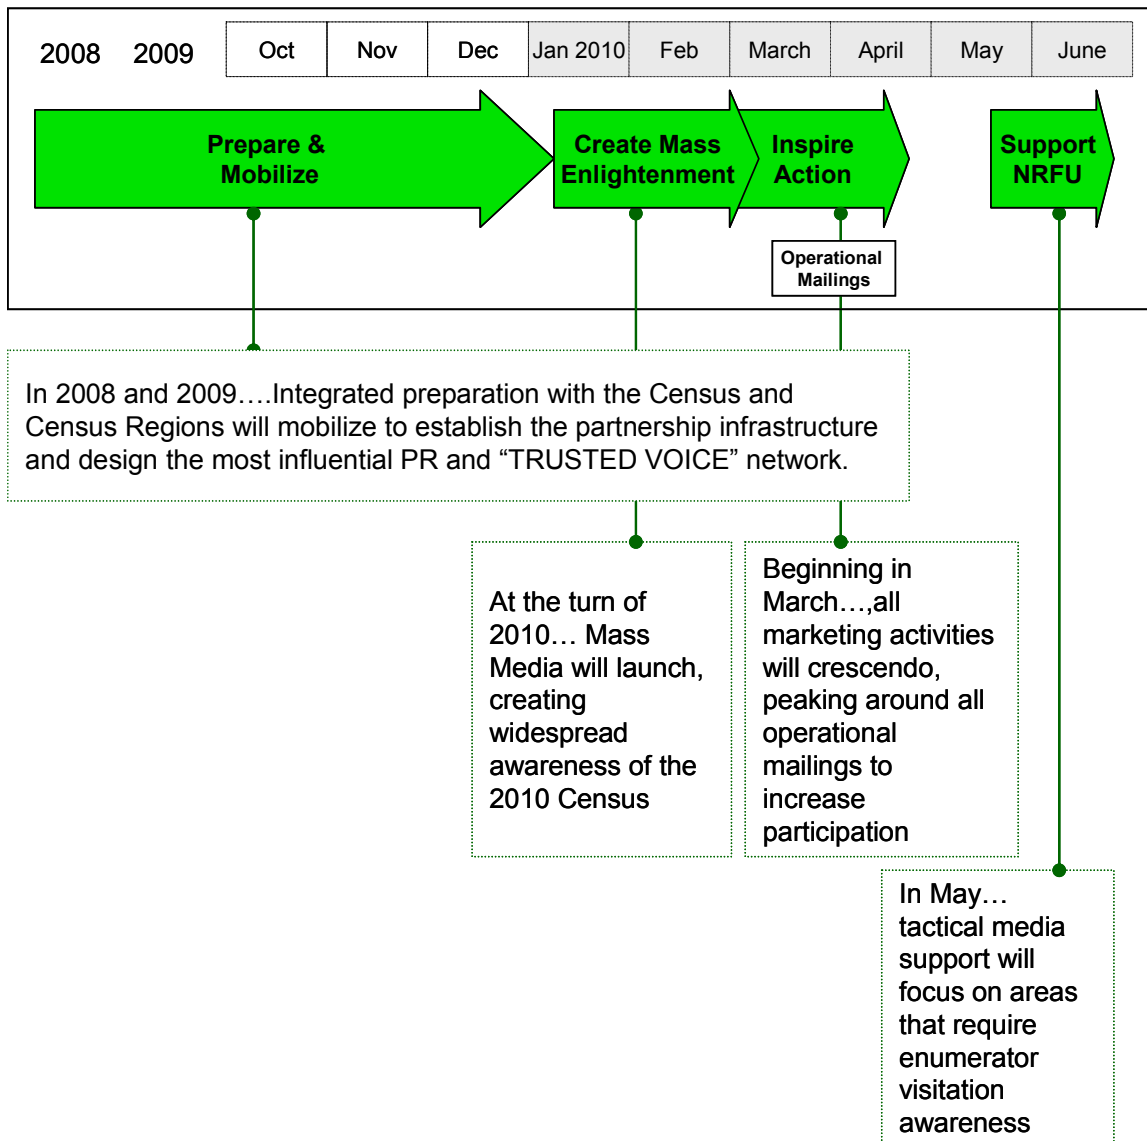 2008 2009 Oct Nov Dec Jan 2010 Feb March April May June
Prepare &
Mobilize
Create Mass
Enlightenment
Inspire
Action
Support
NRFU
Operational
Mailings
In 2008 and 2009….Integrated preparation with the Census and
Census Regions will mobilize to establish the partnership infrastructure
and design the most influential PR and “TRUSTED VOICE” network.
At the turn of
2010… Mass
Media will launch,
creating
widespread
awareness of the
2010 Census
Beginning in
March…,all
marketing activities
will crescendo,
peaking around all
operational
mailings to
increase
participation
In May…
tactical media
support will
focus on areas
that require
enumerator
visitation
awareness